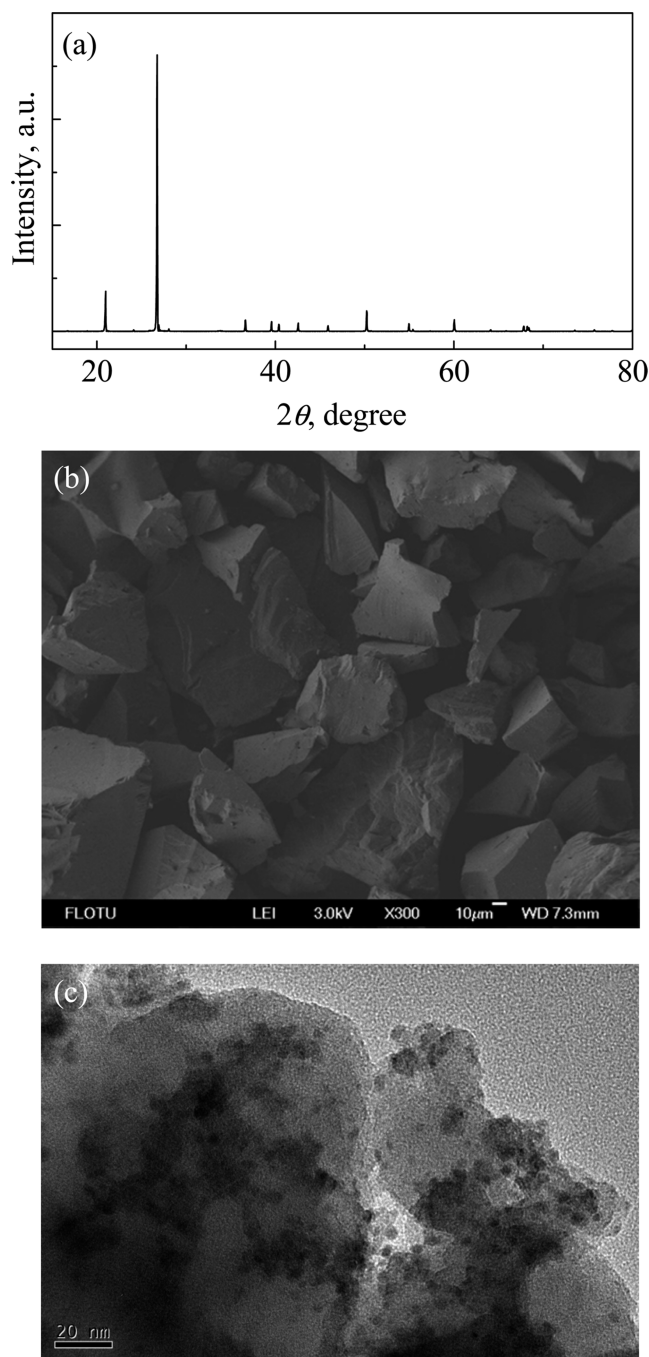 (a)
Intensity, a.u.
20 40 60 80
2θ, degree
(b)
FLOTU LEI 3.0kV X300 10μm WD 7.3mm
(c)
20 nm